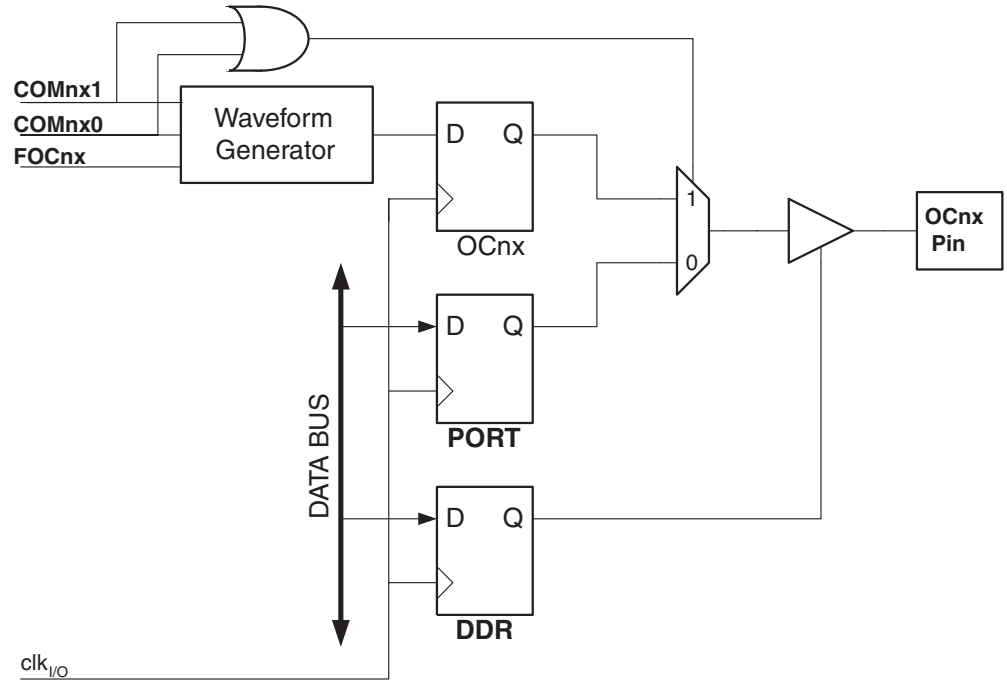 COMnx1
COMnx0
FOCnx
Waveform
Generator
D Q
OCnx
1
0
OCnx
Pin
DATA BUS
D Q
PORT
D Q
DDR
clkI/O